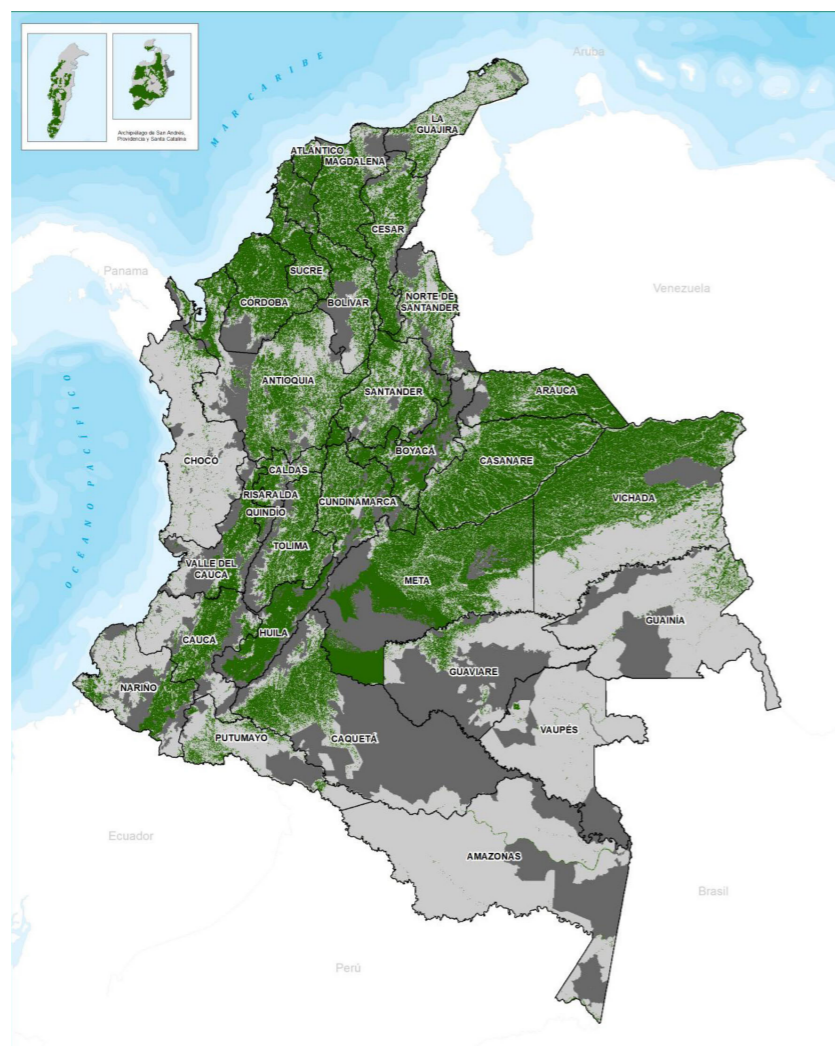 Archipiélago de San Andrés,
Providencia y Santa Catalina
MAR CARIBE
Aruba
LA
GUAJIRA
ATLÁNTICO
MAGDALENA
CESAR
Panama
SUCRE
Venezuela
CÓRDOBA
BOLÍVAR
NORTE DE
SANTANDER
ANTIOQUIA
SANTANDER
ARAUCA
OCÉANO PACÍFICO
CHOCÓ
BOYACÁ
CASANARE
CALDAS
RISARALDA
QUINDÍO
CUNDINAMARCA
VICHADA
TOLIMA
VALLE DEL
CAUCA
META
CAUCA
HUILA
GUAINÍA
NARIÑO
GUAVIARE
PUTUMAYO
CAQUETÁ
VAUPÉS
Ecuador
AMAZONAS
Brasil
Perú